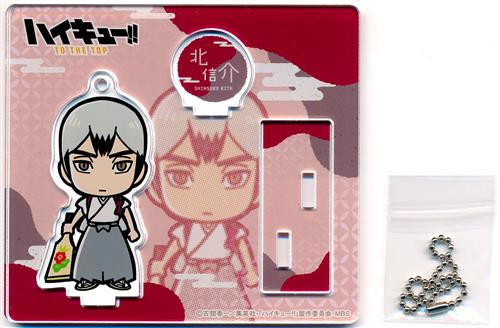 ハイキュー!!
TO THE TOP
北
信介
SHINSUKE KITA
©古舘春一/集英社・ハイキュー!!製作委員会・MBS